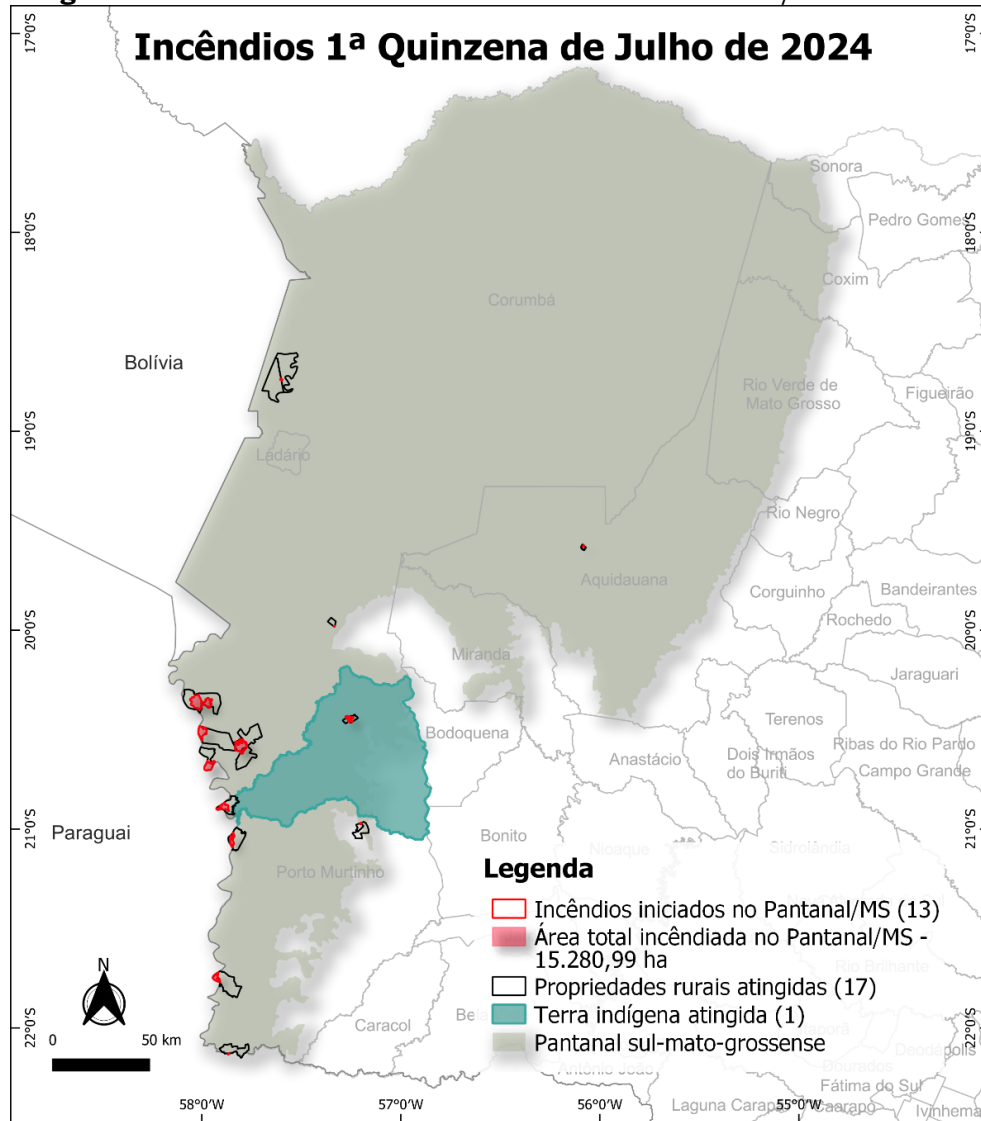 Incêndios 1ª Quinzena de Julho de 2024
17°0'S
17°0'S
Sonora
Pedro Gomes
18°0'S
18°0'S
Coxim
Corumbá
Bolívia
Rio Verde de
Mato Grosso
Figueirão
19°0'S
19°0'S
Ladário
Rio Negro
Aquidauana
Corguinho
Bandeirantes
Rochedo
20°0'S
20°0'S
Miranda
Jaraguari
Terenos
Bodoquena
Anastácio
Dois Irmãos
do Buriti
Ribas do Rio Pardo
Campo Grande
21°0'S
21°0'S
Paraguai
Bonito
Nioaque
Sidrolândia
Porto Murtinho
Legenda
Incêndios iniciados no Pantanal/MS (13)
Área total incêndiada no Pantanal/MS -
15.280,99 ha
Rio Brilhante
Propriedades rurais atingidas (17)
Terra indígena atingida (1)
Pantanal sul-mato-grossense
N
0 50 km
22°0'S
22°0'S
Caracol
Deodápolis
Antônio João
Dourados
Fátima do Sul
Laguna Carapã
Caarapó
Ivinhema
58°0'W
57°0'W
56°0'W
55°0'W